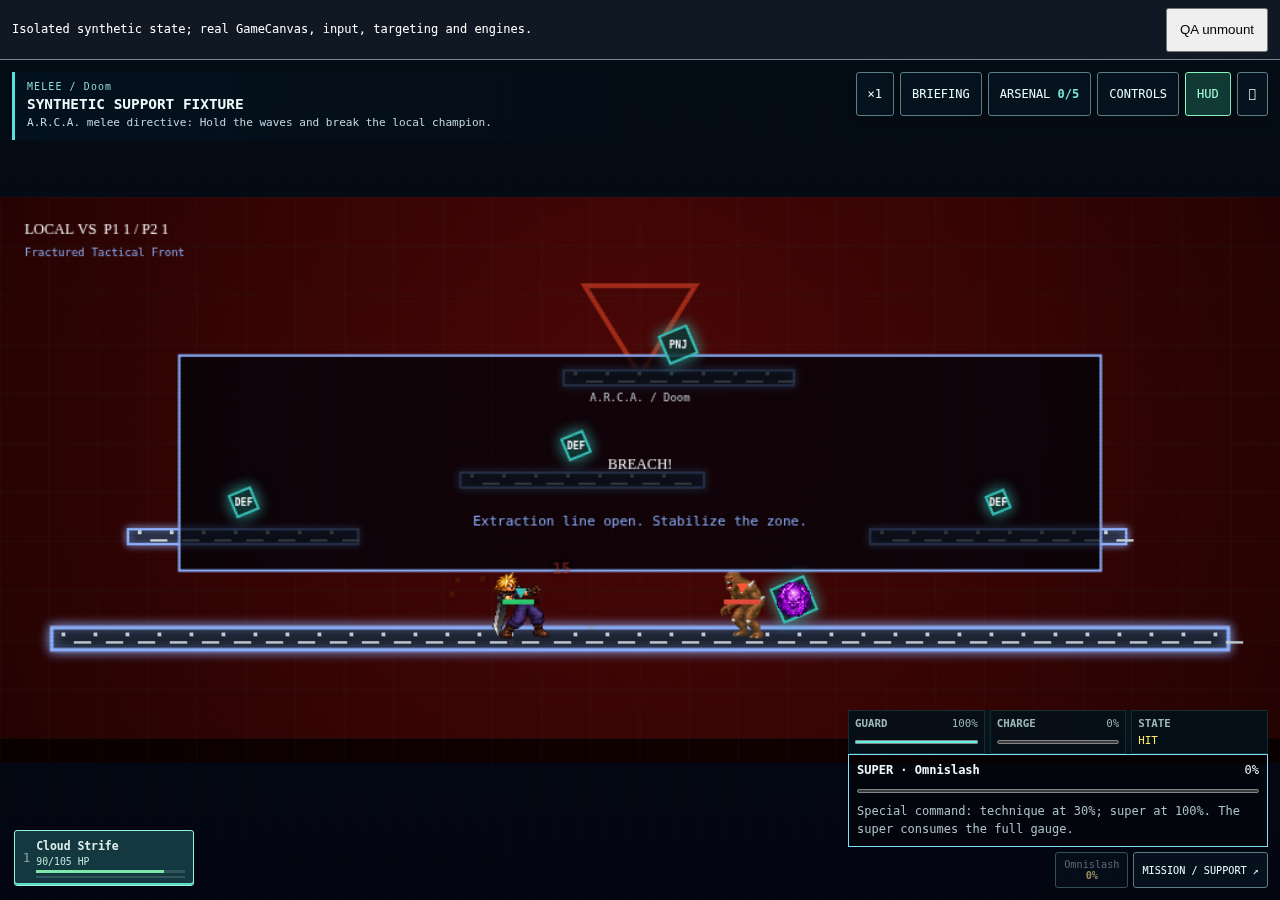 Isolated synthetic state; real GameCanvas, input, targeting and engines.
QA unmount
MELEE / Doom
SYNTHETIC SUPPORT FIXTURE
A.R.C.A. melee directive: Hold the waves and break the local champion.
×1
BRIEFING
ARSENAL 0/5
CONTROLS
HUD
LOCAL VS P1 1 / P2 1
Fractured Tactical Front
PNJ
A.R.C.A. / Doom
DEF
BREACH!
DEF
DEF
Extraction line open. Stabilize the zone.
15
GUARD 100%
CHARGE 0%
STATE
HIT
SUPER · Omnislash 0%
Special command: technique at 30%; super at 100%. The
super consumes the full gauge.
1
Cloud Strife
90/105 HP
Omnislash
0%
MISSION / SUPPORT ↗